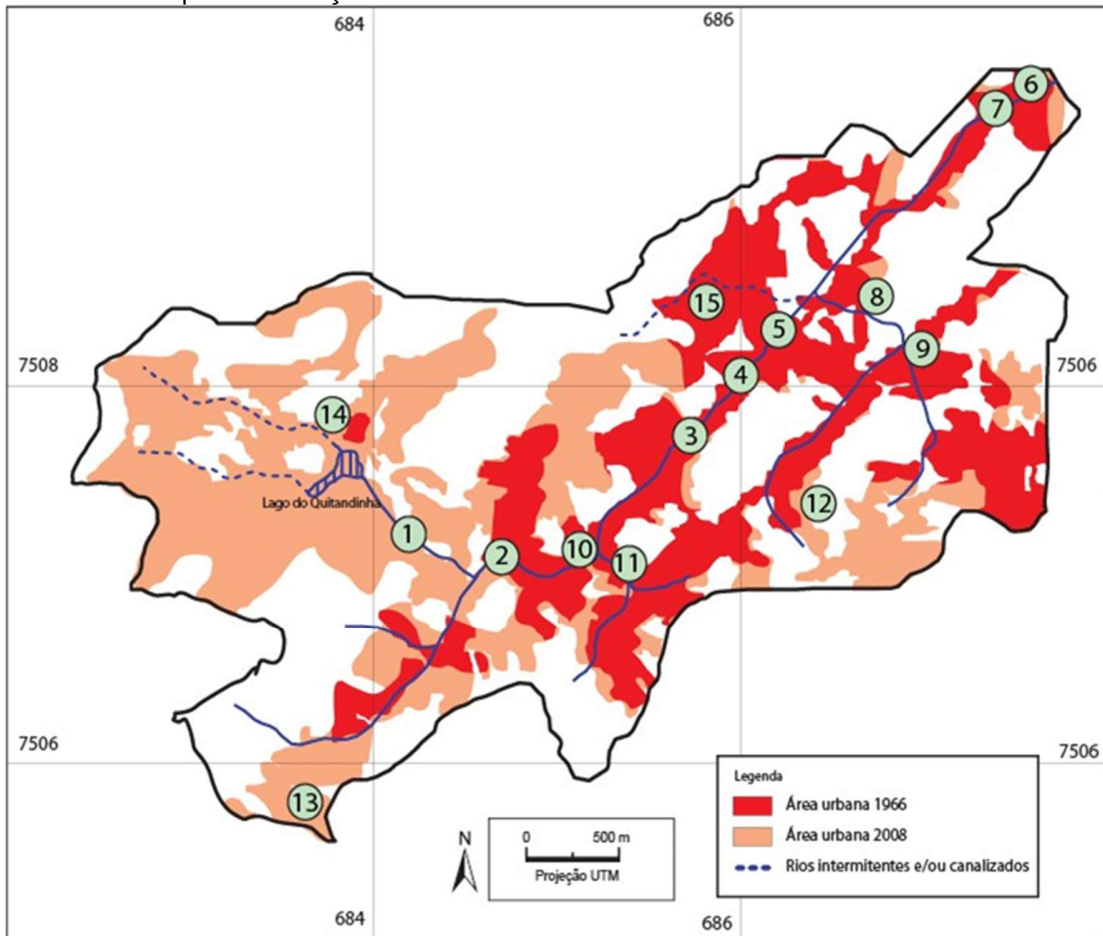 684
686
6
7
15
8
5
9
7508
4
7506
14
3
Lago do Quitandinha
12
1
2
10
11
7506
7506
13
Legenda
Área urbana 1966
Área urbana 2008
Rios intermitentes e/ou canalizados
N
0 500 m
Projeção UTM
684
686